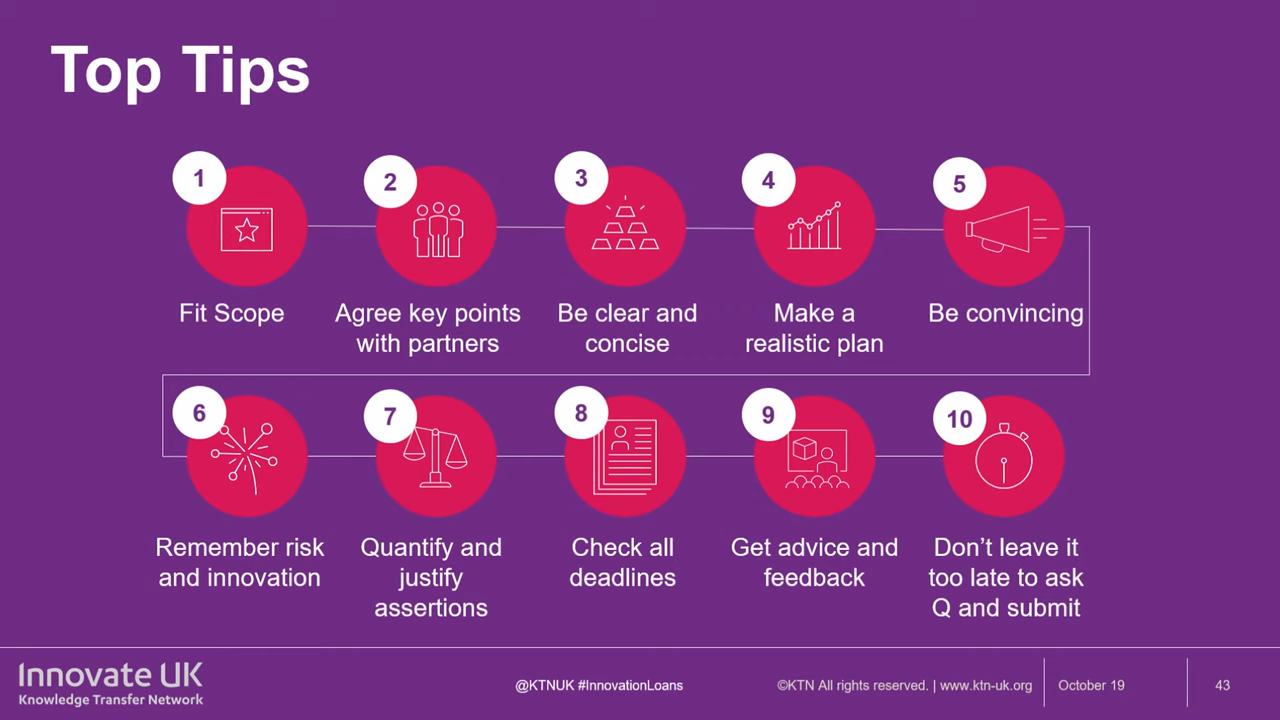 Top Tips
1
2
3
4
5
Fit Scope
Agree key points
with partners
Be clear and
concise
Make a
realistic plan
Be convincing
6
7
8
9
10
Remember risk
and innovation
Quantify and
justify
assertions
Check all
deadlines
Get advice and
feedback
Don’t leave it
too late to ask
Q and submit
Innovate UK
Knowledge Transfer Network
@KTNUK #InnovationLoans
©KTN All rights reserved. | www.ktn-uk.org
October 19
43